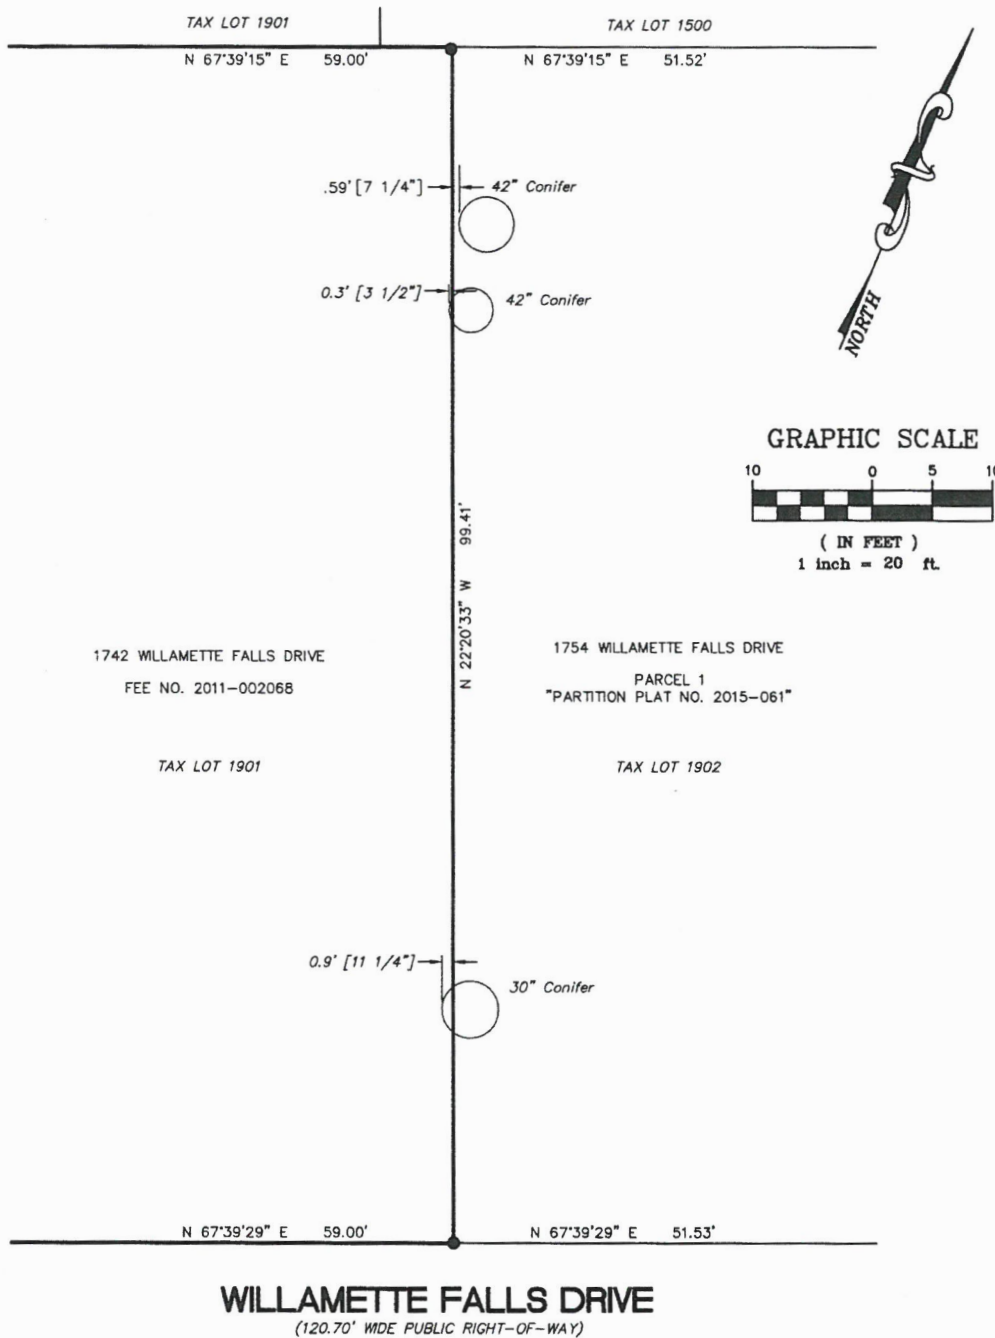 TAX LOT 1901
TAX LOT 1500
N 67°39'15" E 59.00'
N 67°39'15" E 51.52'
.59' [7 1/4"]
42" Conifer
0.3' [3 1/2"]
42" Conifer
NORTH
GRAPHIC SCALE
10 0 5 10
( IN FEET )
1 inch = 20 ft.
N 22°20'33" W 99.41'
1742 WILLAMETTE FALLS DRIVE
FEE NO. 2011-002068
TAX LOT 1901
1754 WILLAMETTE FALLS DRIVE
PARCEL 1
"PARTITION PLAT NO. 2015-061"
TAX LOT 1902
0.9' [11 1/4"]
30" Conifer
N 67°39'29" E 59.00'
N 67°39'29" E 51.53'
WILLAMETTE FALLS DRIVE
(120.70' WIDE PUBLIC RIGHT-OF-WAY)